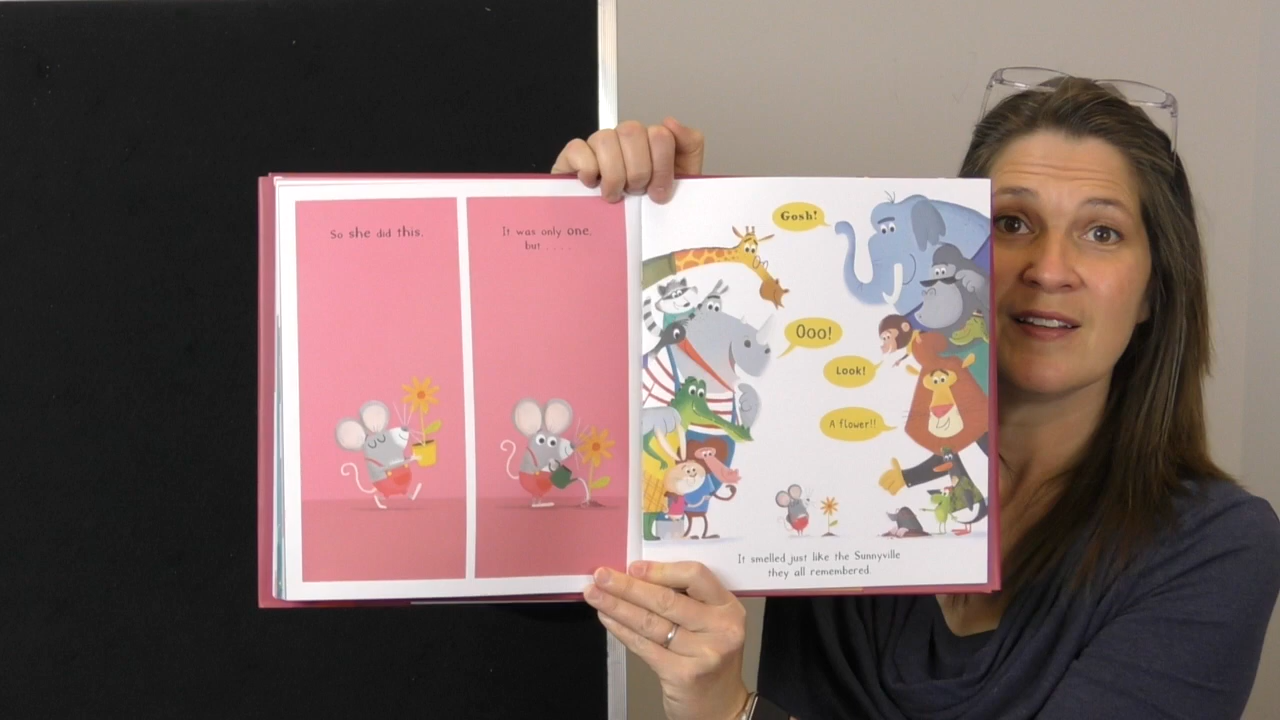 So she did this.
It was only one,
but . . . .
Gosh!
Ooo!
Look!
A flower!!
It smelled just like the Sunnyville
they all remembered.